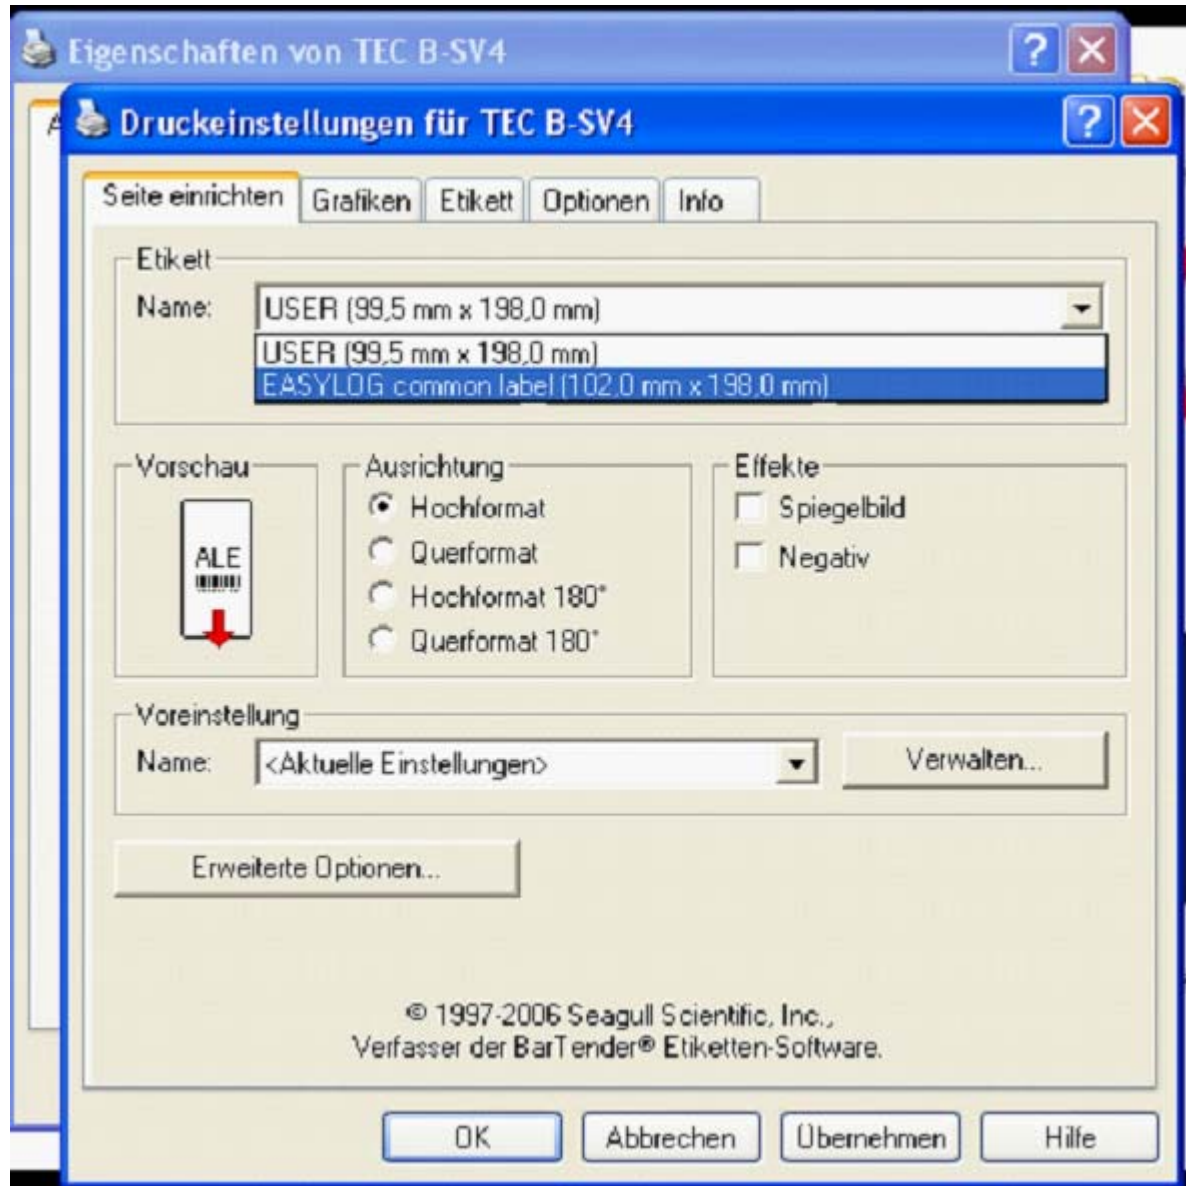 Eigenschaften von TEC B-SV4
Druckeinstellungen für TEC B-SV4
Seite einrichten Grafiken Etikett Optionen Info
Etikett
Name: USER (99,5 mm x 198,0 mm)
USER (99,5 mm x 198,0 mm)
EASYLOG common label (102,0 mm x 198,0 mm)
Vorschau
ALE
Ausrichtung
Hochformat
Querformat
Hochformat 180°
Querformat 180°
Effekte
Spiegelbild
Negativ
Voreinstellung
Name: <Aktuelle Einstellungen> Verwalten...
Erweiterte Optionen...
© 1997-2006 Seagull Scientific, Inc.,
Verfasser der BarTender® Etiketten-Software.
OK Abbrechen Übernehmen Hilfe